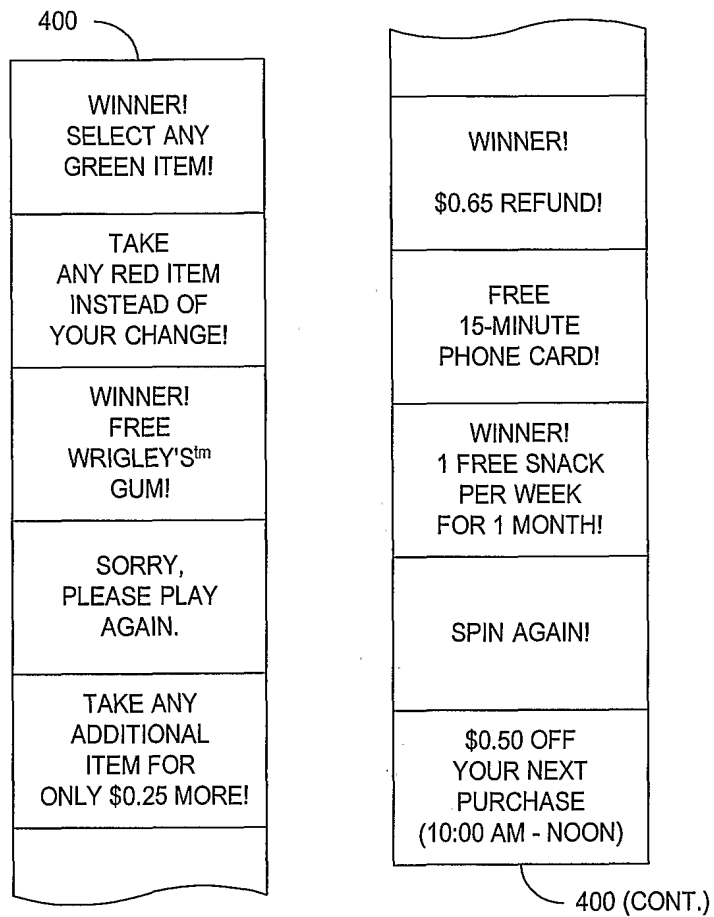 400
WINNER!
SELECT ANY
GREEN ITEM!
TAKE
ANY RED ITEM
INSTEAD OF
YOUR CHANGE!
WINNER!
FREE
WRIGLEY'S™
GUM!
SORRY,
PLEASE PLAY
AGAIN.
TAKE ANY
ADDITIONAL
ITEM FOR
ONLY $0.25 MORE!
WINNER!
$0.65 REFUND!
FREE
15-MINUTE
PHONE CARD!
WINNER!
1 FREE SNACK
PER WEEK
FOR 1 MONTH!
SPIN AGAIN!
$0.50 OFF
YOUR NEXT
PURCHASE
(10:00 AM - NOON)
400 (CONT.)